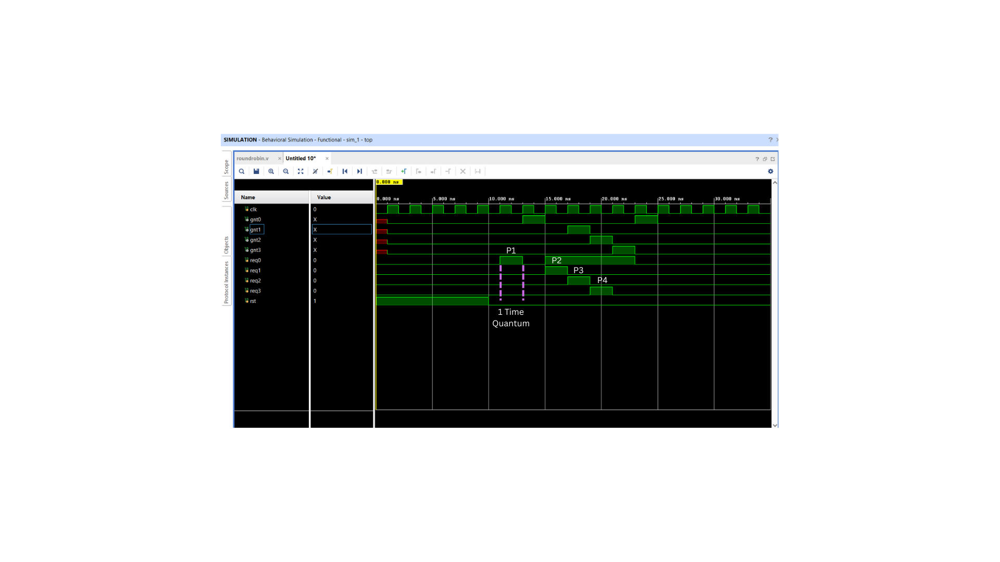 SIMULATION - Behavioral Simulation - Functional - sim_1 - top
? ×
Scope
Sources
Objects
Protocol Instances
roundrobin.v ×
Untitled 10* ×
?
0.000 ns
Name
Value
0.000 ns 5.000 ns 10.000 ns 15.000 ns 20.000 ns 25.000 ns 30.000 ns
clk 0
gnt0 X
gnt1 X
gnt2 X
gnt3 X
req0 0
req1 0
req2 0
req3 0
rst 1
P1
P2
P3
P4
1 Time
Quantum